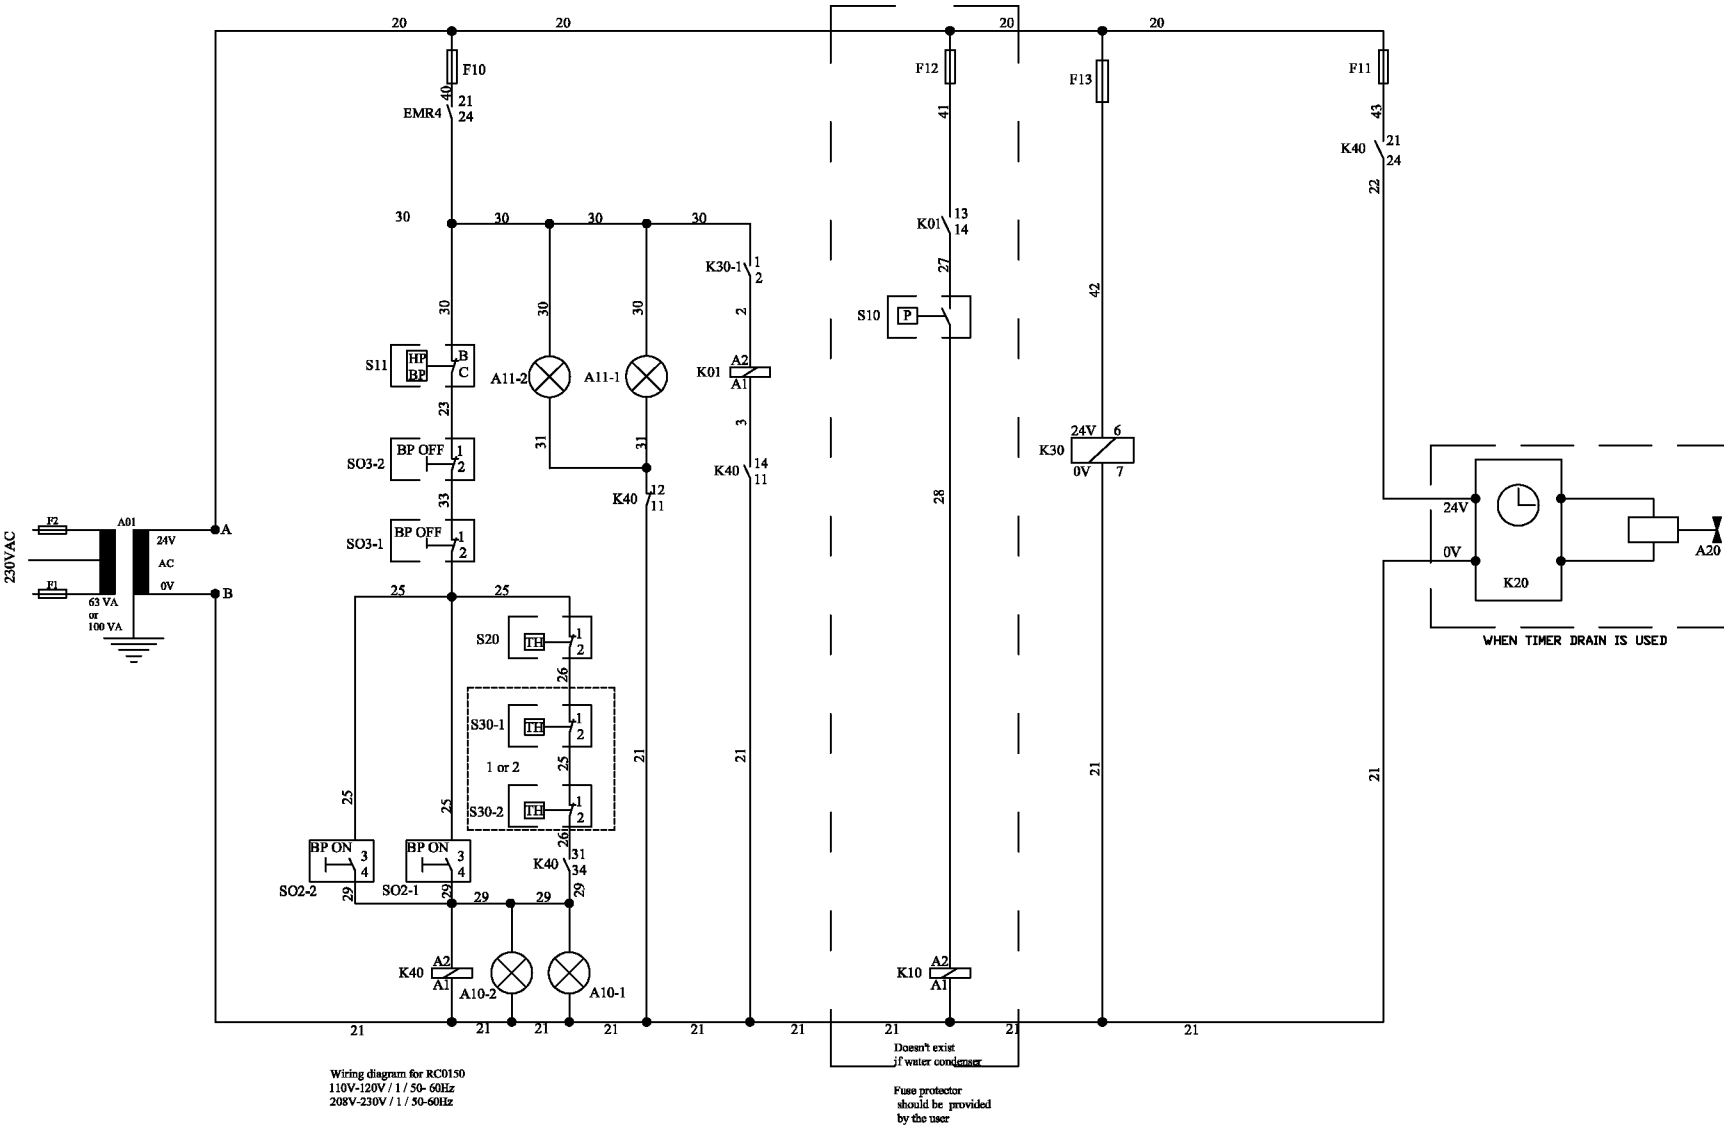 20
20
20
20
F10
40
21
EMR4
24
F12
41
F13
F11
43
K40
21
24
22
30
30
30
30
K30-1
1
2
K01
13
14
27
30
30
30
2
42
S10
P
S11
HP
BP
B
C
A11-2
A11-1
K01
A2
A1
23
31
31
3
SO3-2
BP OFF
1
2
K40
14
11
24V
6
K30
0V
7
33
K40
12
11
28
24V
SO3-1
BP OFF
1
2
0V
K20
A20
WHEN TIMER DRAIN IS USED
230VAC
F2
A01
24V
A
AC
F1
0V
B
63 VA
or
100 VA
25
25
S20
TH
1
2
26
S30-1
TH
1
2
1 or 2
25
S30-2
TH
1
2
26
25
25
21
21
21
21
BP ON
3
4
SO2-2
29
BP ON
3
4
SO2-1
29
K40
31
34
29
29
29
K40
A2
A1
A10-2
A10-1
K10
A2
A1
21
21
21
21
21
21
21
21
21
Doesn't exist
if water condenser
Fuse protector
should be provided
by the user
Wiring diagram for RC0150
110V-120V / 1 / 50- 60Hz
208V-230V / 1 / 50-60Hz